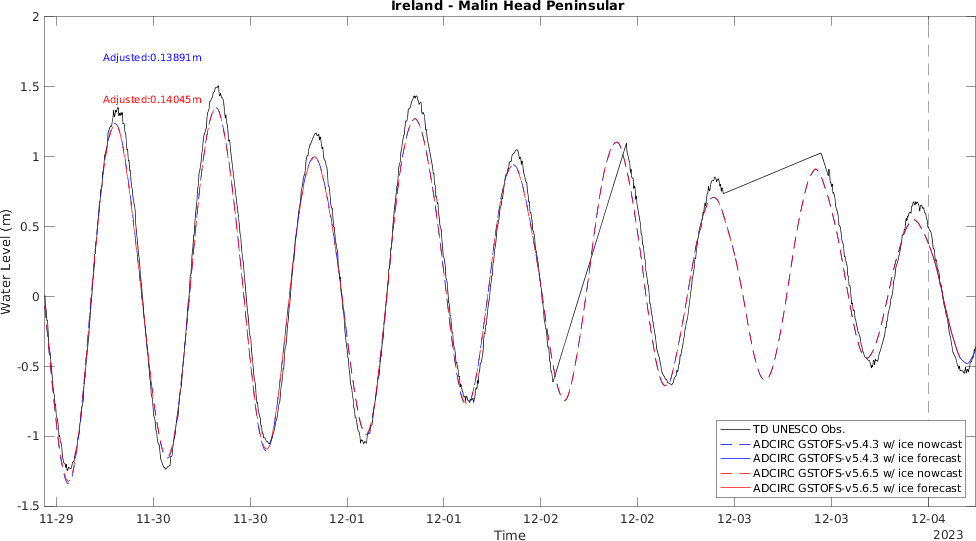 Ireland - Malin Head Peninsular
Adjusted:0.13891m
Adjusted:0.14045m
Water Level (m)
2
1.5
1
0.5
0
-0.5
-1
-1.5
TD UNESCO Obs.
ADCIRC GSTOFS-v5.4.3 w/ ice nowcast
ADCIRC GSTOFS-v5.4.3 w/ ice forecast
ADCIRC GSTOFS-v5.6.5 w/ ice nowcast
ADCIRC GSTOFS-v5.6.5 w/ ice forecast
11-29 11-30 11-30 12-01 12-01 12-02 12-02 12-03 12-03 12-04
Time
2023